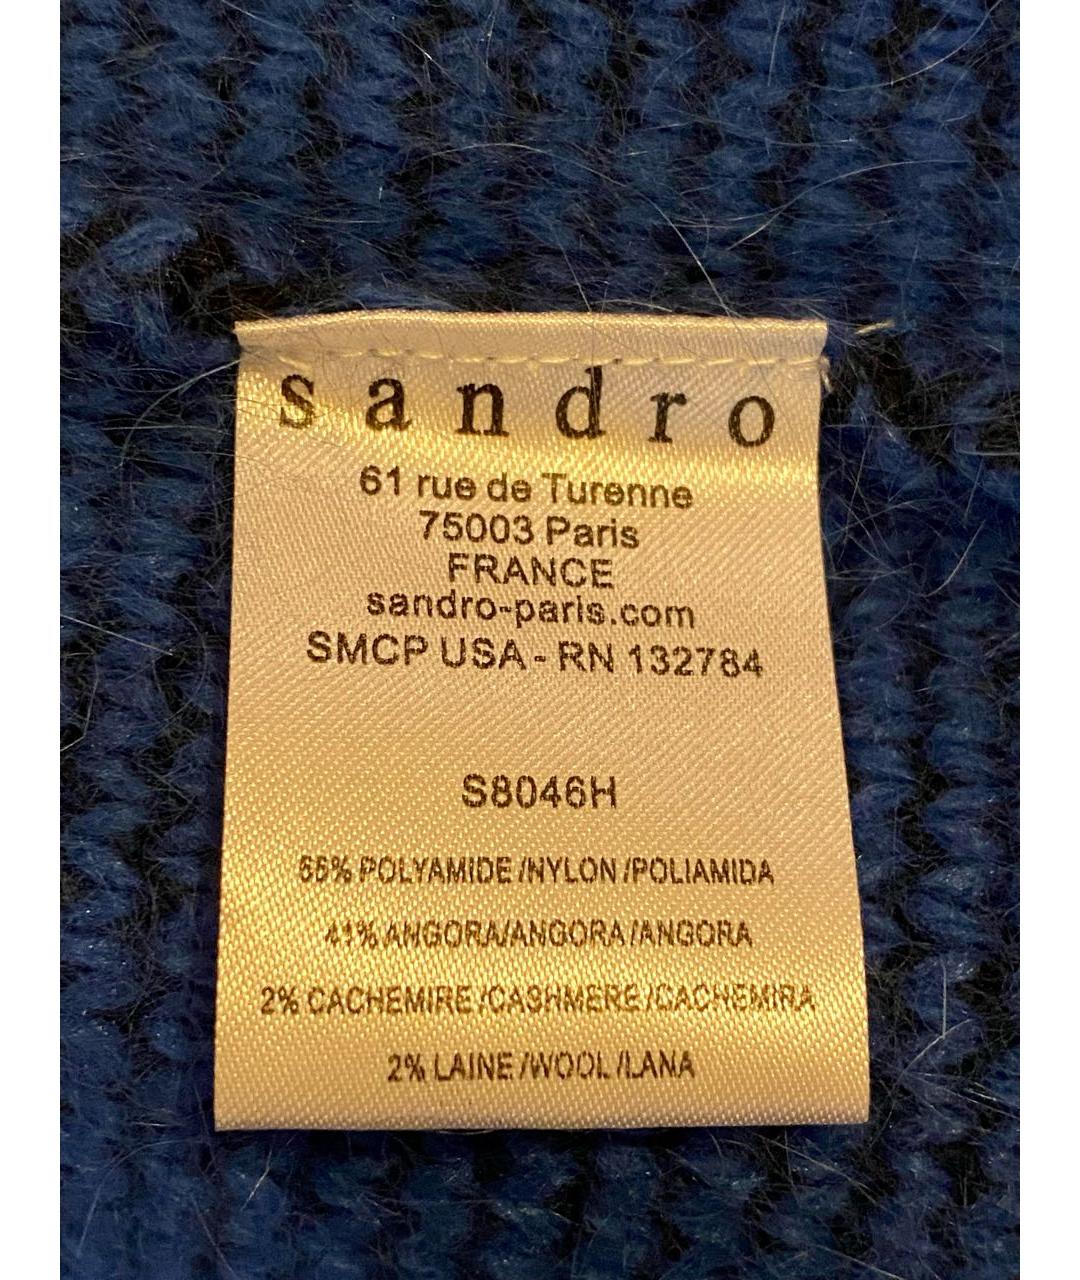 sandro
61 rue de Turenne
75003 Paris
FRANCE
sandro-paris.com
SMCP USA - RN 132784
S8046H
55% POLYAMIDE/NYLON/POLIAMIDA
41% ANGORA/ANGORA/ANGORA
2% CACHEMIRE/CASHMERE/CACHEMIRA
2% LAINE/WOOL/LANA